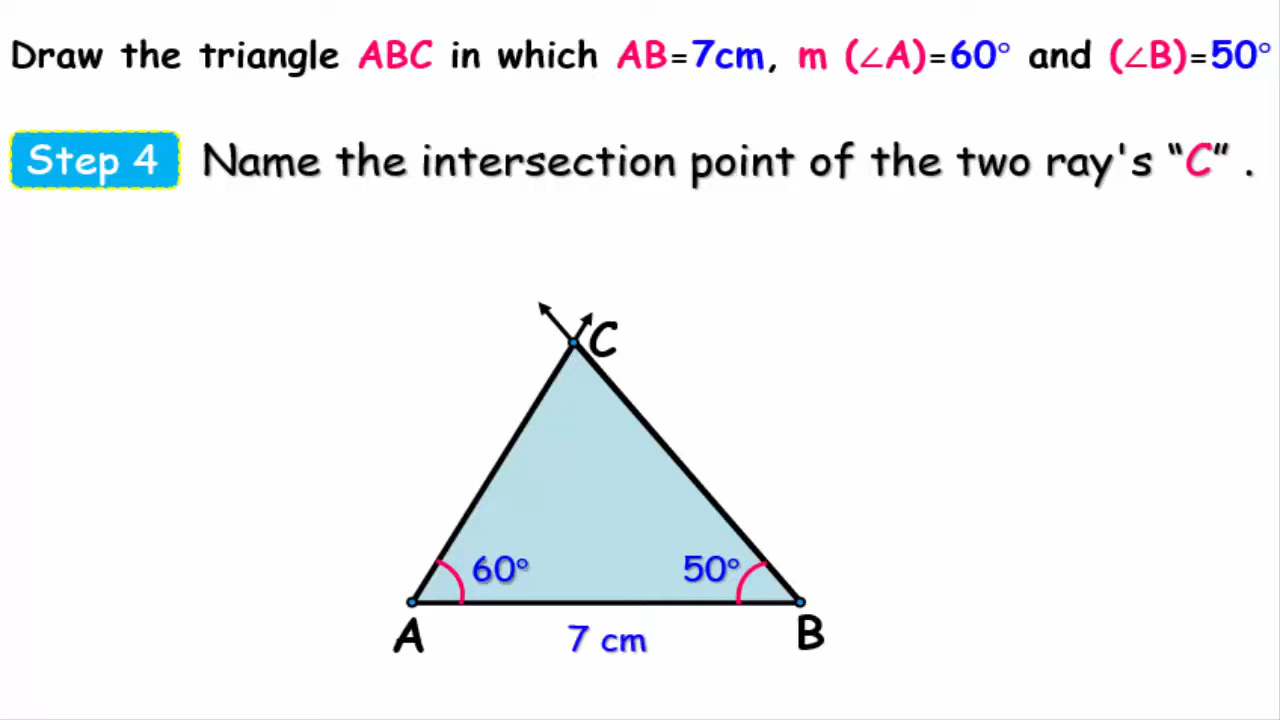 Draw the triangle ABC in which AB=7cm, m (∠A)=60° and (∠B)=50°
Step 4 Name the intersection point of the two ray's “C” .
C
60° 50°
A 7 cm B